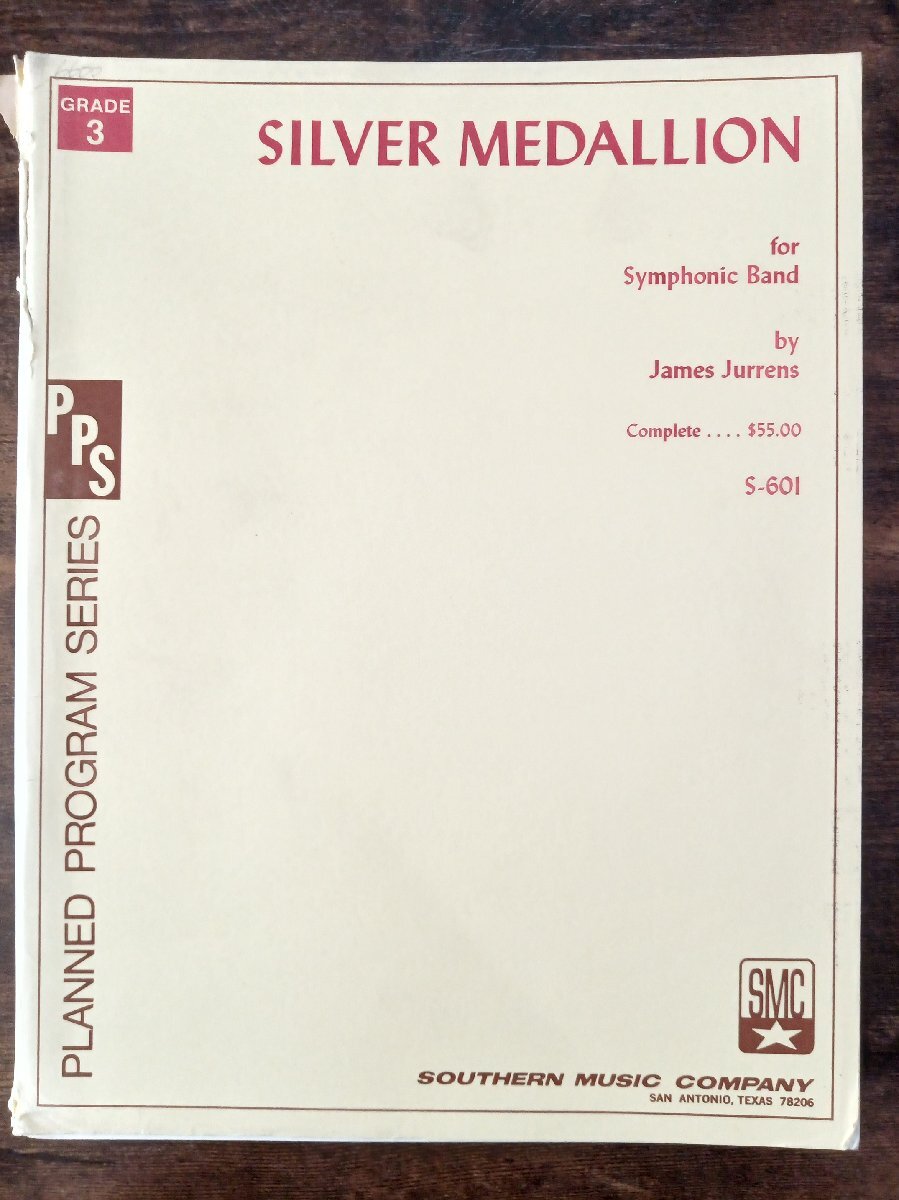 GRADE
3
SILVER MEDALLION
for
Symphonic Band
by
James Jurrens
Complete .... $55.00
S-601
PPS
PLANNED PROGRAM SERIES
SMC
SOUTHERN MUSIC COMPANY
SAN ANTONIO, TEXAS 78206